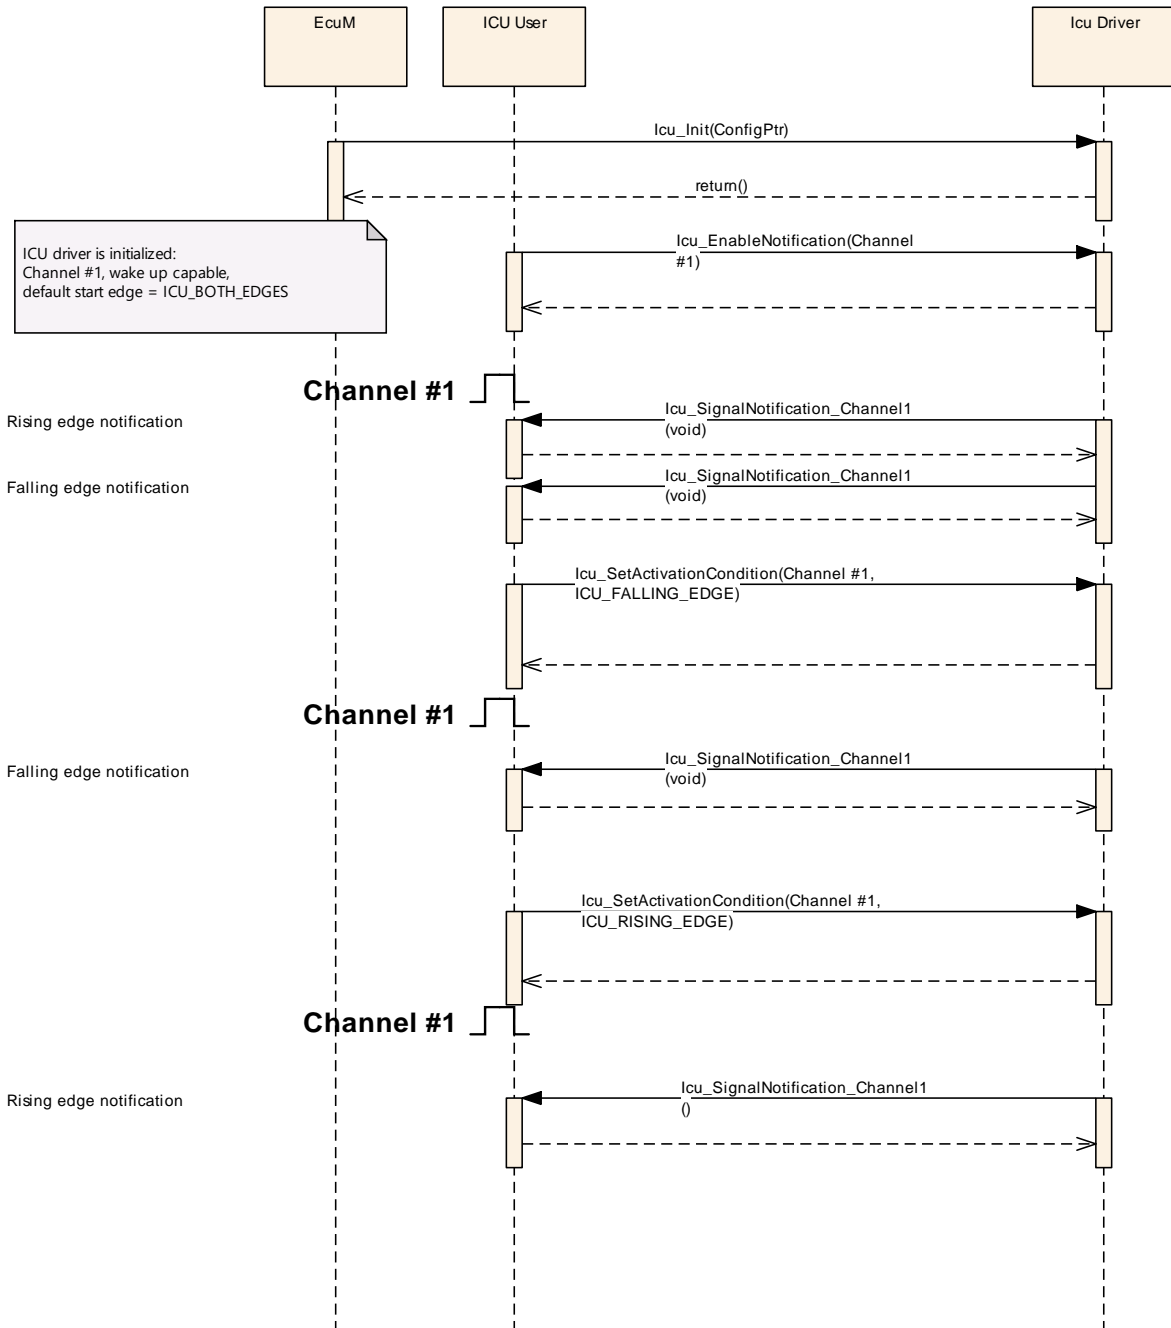 EcuM
ICU User
Icu Driver
Icu_Init(ConfigPtr)
return()
ICU driver is initialized:
Channel #1, wake up capable,
default start edge = ICU_BOTH_EDGES
Icu_EnableNotification(Channel
#1)
Channel #1
Rising edge notification
Icu_SignalNotification_Channel1
(void)
Falling edge notification
Icu_SignalNotification_Channel1
(void)
Icu_SetActivationCondition(Channel #1,
ICU_FALLING_EDGE)
Channel #1
Falling edge notification
Icu_SignalNotification_Channel1
(void)
Icu_SetActivationCondition(Channel #1,
ICU_RISING_EDGE)
Channel #1
Rising edge notification
Icu_SignalNotification_Channel1
()